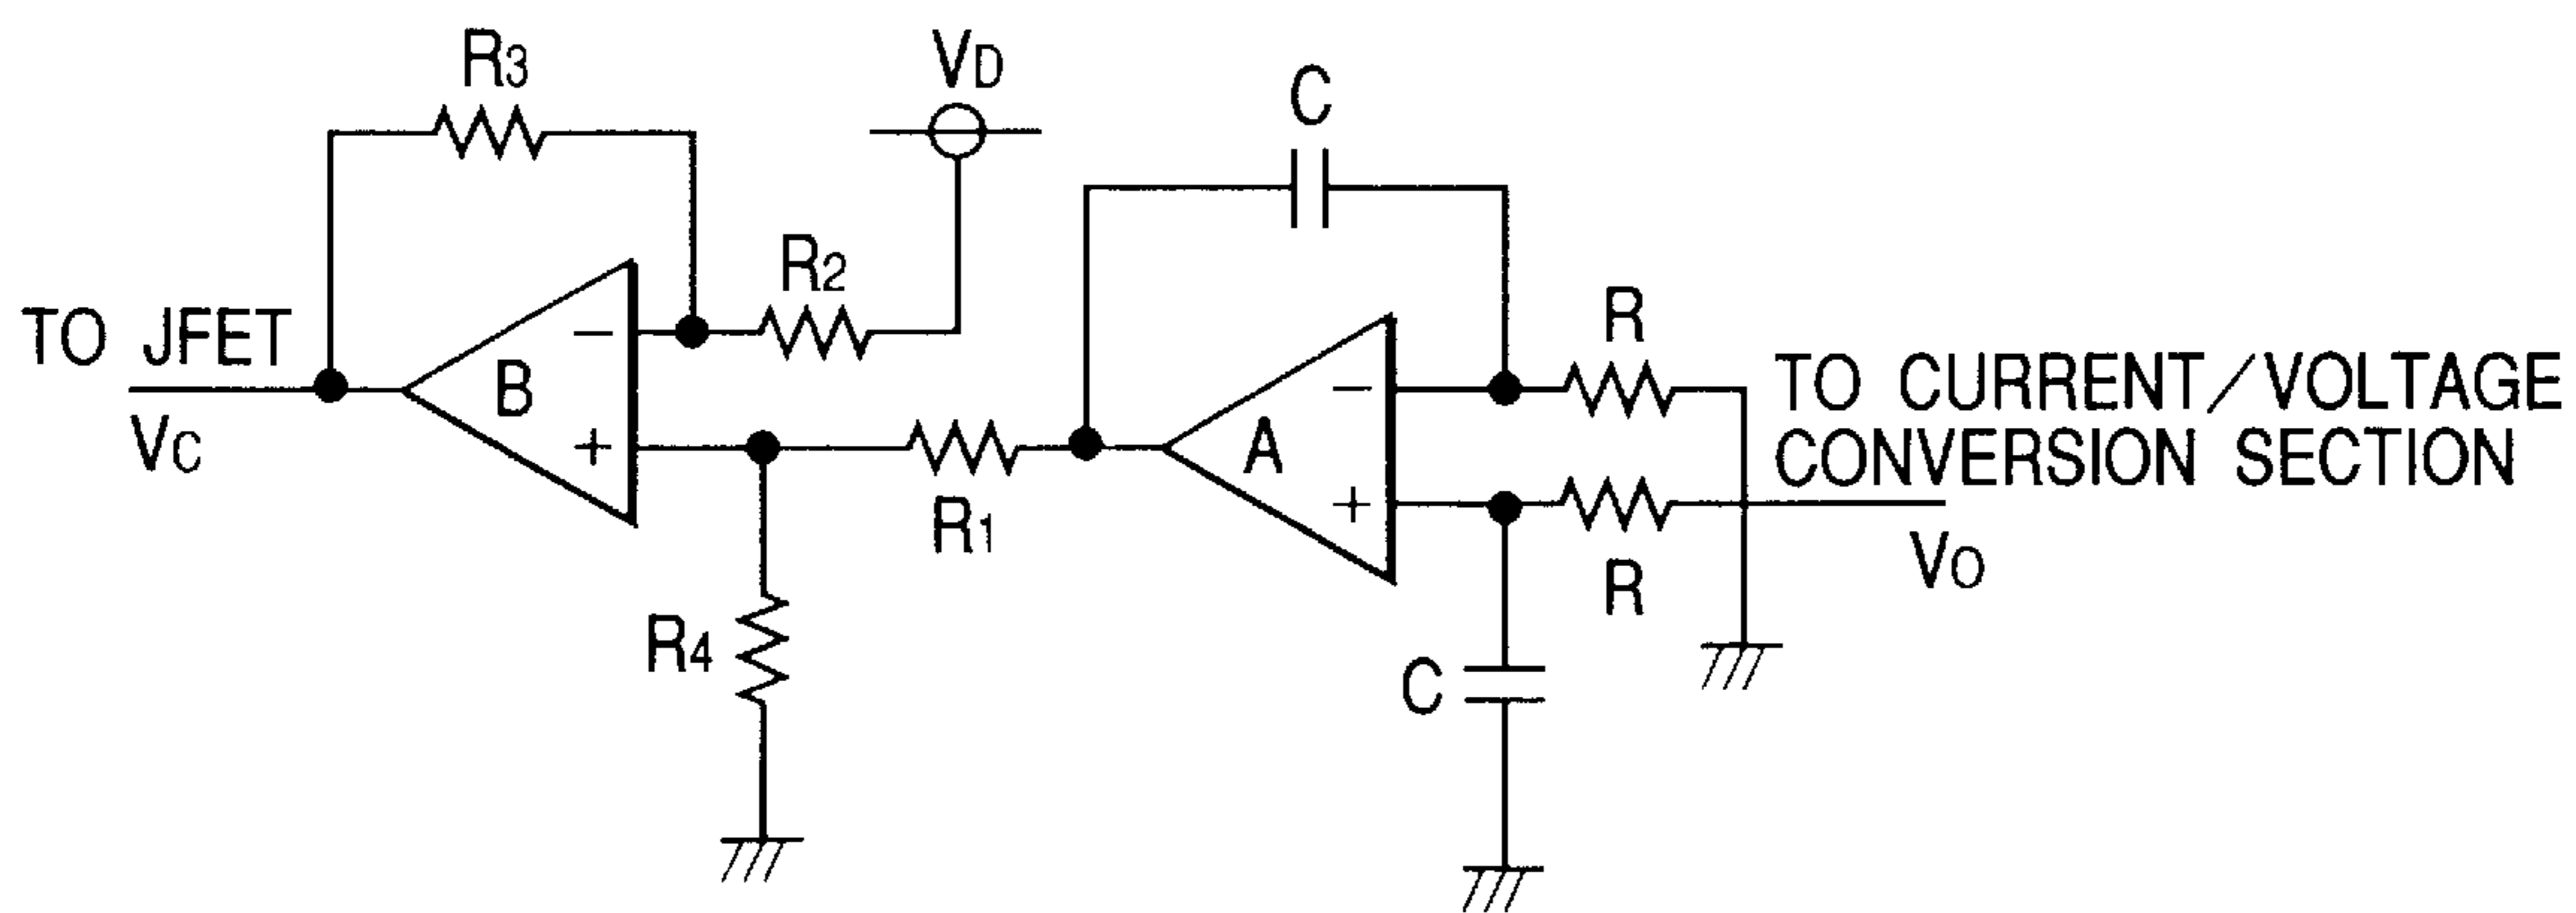 R3
VD
C
R2
R
TO JFET
TO CURRENT/VOLTAGE
CONVERSION SECTION
−
B
+
VC
−
A
+
R1
VO
R
R4
C